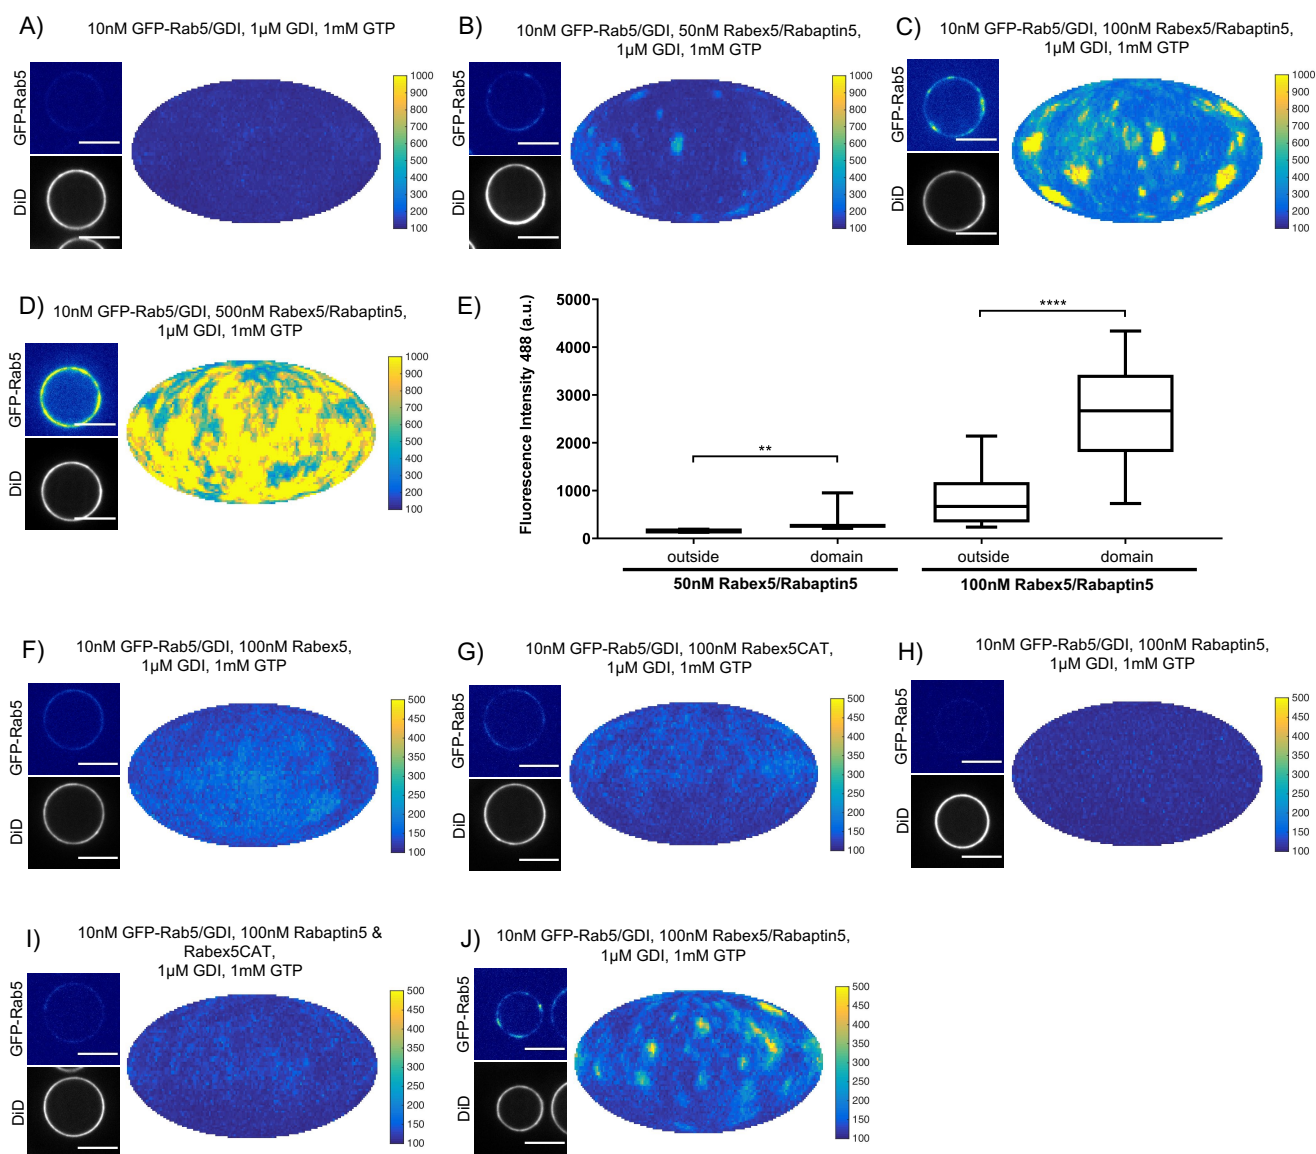 A)
10nM GFP-Rab5/GDI, 1µM GDI, 1mM GTP
GFP-Rab5
DiD
1000
900
800
700
600
500
400
300
200
100
B)
10nM GFP-Rab5/GDI, 50nM Rabex5/Rabaptin5,
1µM GDI, 1mM GTP
GFP-Rab5
DiD
1000
900
800
700
600
500
400
300
200
100
C)
10nM GFP-Rab5/GDI, 100nM Rabex5/Rabaptin5,
1µM GDI, 1mM GTP
GFP-Rab5
DiD
1000
900
800
700
600
500
400
300
200
100
D)
10nM GFP-Rab5/GDI, 500nM Rabex5/Rabaptin5,
1µM GDI, 1mM GTP
GFP-Rab5
DiD
1000
900
800
700
600
500
400
300
200
100
E)
Fluorescence Intensity 488 (a.u.)
5000
4000
3000
2000
1000
0
**
****
outside
domain
outside
domain
50nM Rabex5/Rabaptin5
100nM Rabex5/Rabaptin5
F)
10nM GFP-Rab5/GDI, 100nM Rabex5,
1µM GDI, 1mM GTP
GFP-Rab5
DiD
500
450
400
350
300
250
200
150
100
G)
10nM GFP-Rab5/GDI, 100nM Rabex5CAT,
1µM GDI, 1mM GTP
GFP-Rab5
DiD
500
450
400
350
300
250
200
150
100
H)
10nM GFP-Rab5/GDI, 100nM Rabaptin5,
1µM GDI, 1mM GTP
GFP-Rab5
DiD
500
450
400
350
300
250
200
150
100
I)
10nM GFP-Rab5/GDI, 100nM Rabaptin5 &
Rabex5CAT,
1µM GDI, 1mM GTP
GFP-Rab5
DiD
500
450
400
350
300
250
200
150
100
J)
10nM GFP-Rab5/GDI, 100nM Rabex5/Rabaptin5,
1µM GDI, 1mM GTP
GFP-Rab5
DiD
500
450
400
350
300
250
200
150
100